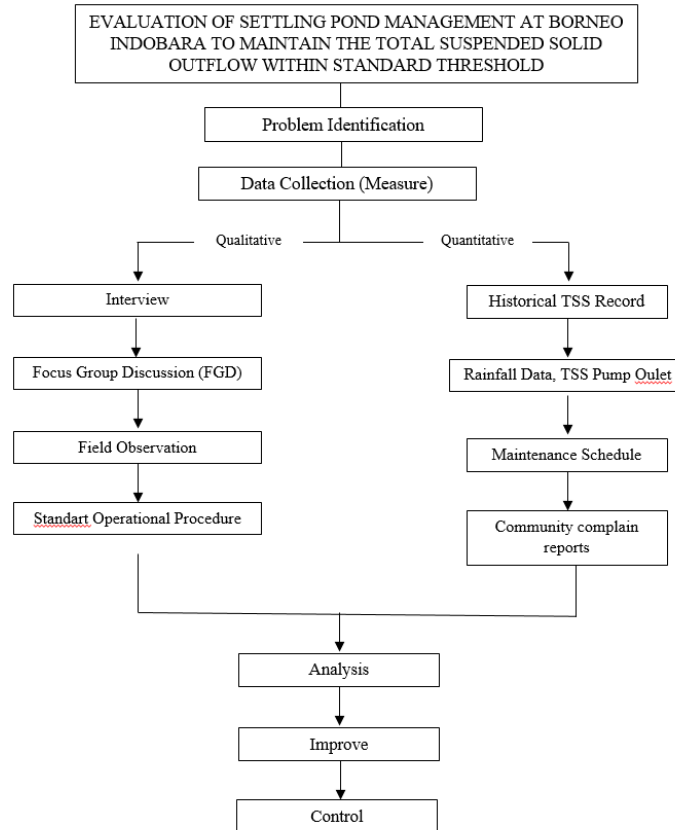 EVALUATION OF SETTLING POND MANAGEMENT AT BORNEO
INDOBARA TO MAINTAIN THE TOTAL SUSPENDED SOLID
OUTFLOW WITHIN STANDARD THRESHOLD
Problem Identification
Data Collection (Measure)
Qualitative
Quantitative
Interview
Focus Group Discussion (FGD)
Field Observation
Standart Operational Procedure
Historical TSS Record
Rainfall Data, TSS Pump Oulet
Maintenance Schedule
Community complain
reports
Analysis
Improve
Control